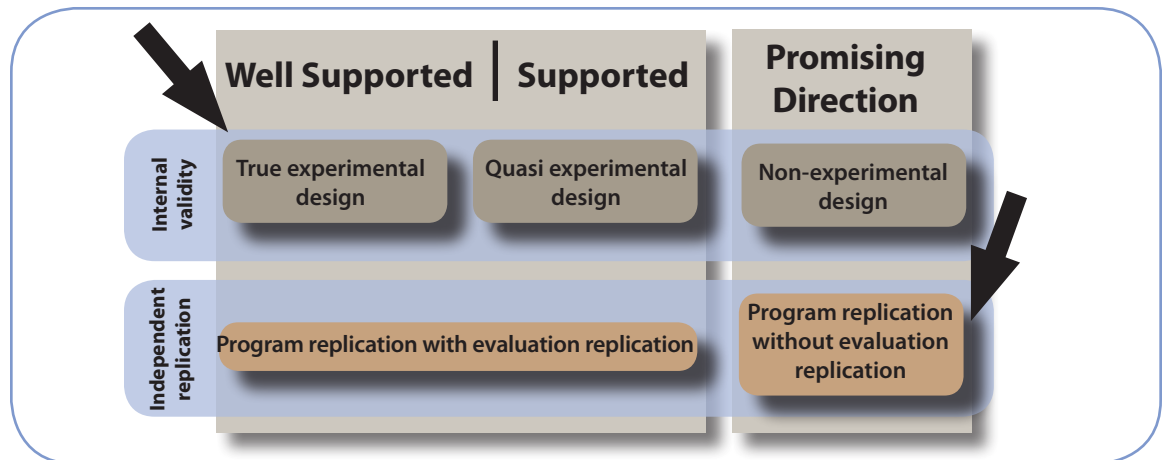 Well Supported | Supported
Promising
Direction
Internal
validity
True experimental
design
Quasi experimental
design
Non-experimental
design
Independent
replication
Program replication with evaluation replication
Program replication
without evaluation
replication